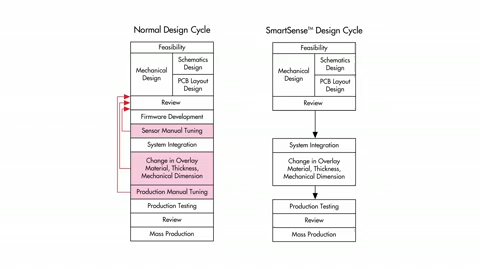 Normal Design Cycle
Feasibility
Mechanical
Design
Schematics
Design
PCB Layout
Design
Review
Firmware Development
Sensor Manual Tuning
System Integration
Change in Overlay
Material, Thickness,
Mechanical Dimension
Production Manual Tuning
Production Testing
Review
Mass Production
SmartSense™ Design Cycle
Feasibility
Mechanical
Design
Schematics
Design
PCB Layout
Design
Review
System Integration
Change in Overlay
Material, Thickness,
Mechanical Dimension
Production Testing
Review
Mass Production